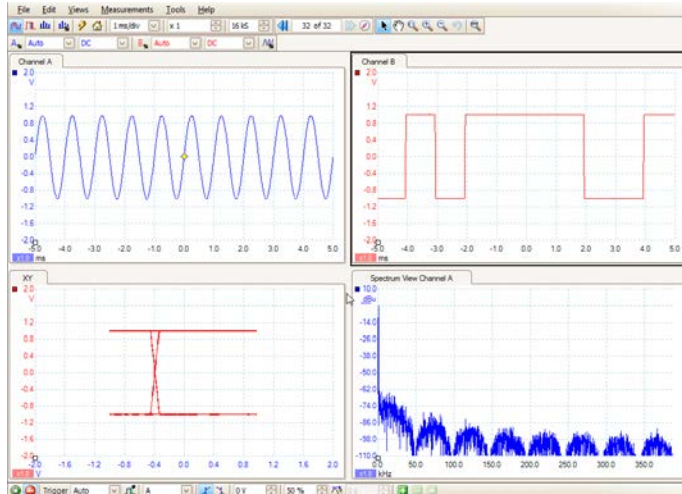 File Edit Views Measurements Tools Help
1 ms/div x 1 16 kS 32 of 32
A Auto DC B Auto DC
Channel A
2.0
V
1.2
0.8
0.4
0.0
-0.4
-0.8
-1.2
-1.6
-2.0
-5.0 -4.0 -3.0 -2.0 -1.0 0.0 1.0 2.0 3.0 4.0 5.0
x1.0 ms
Channel B
2.0
V
1.2
0.8
0.4
0.0
-0.4
-0.8
-1.2
-1.6
-2.0
-5.0 -4.0 -3.0 -2.0 -1.0 0.0 1.0 2.0 3.0 4.0 5.0
x1.0 ms
XY
2.0
V
1.2
0.8
0.4
0.0
-0.4
-0.8
-1.2
-1.6
-2.0
-2.0 -1.6 -1.2 -0.8 -0.4 0.0 0.4 0.8 1.2 1.6 2.0
x1.0 V
Spectrum View Channel A
10.0
dBu
-14.0
-26.0
-38.0
-50.0
-62.0
-74.0
-86.0
-98.0
-110.0
0.0 50.0 100.0 150.0 200.0 250.0 300.0 350.0
x1.0 kHz
Trigger Auto A 0 V 50 %